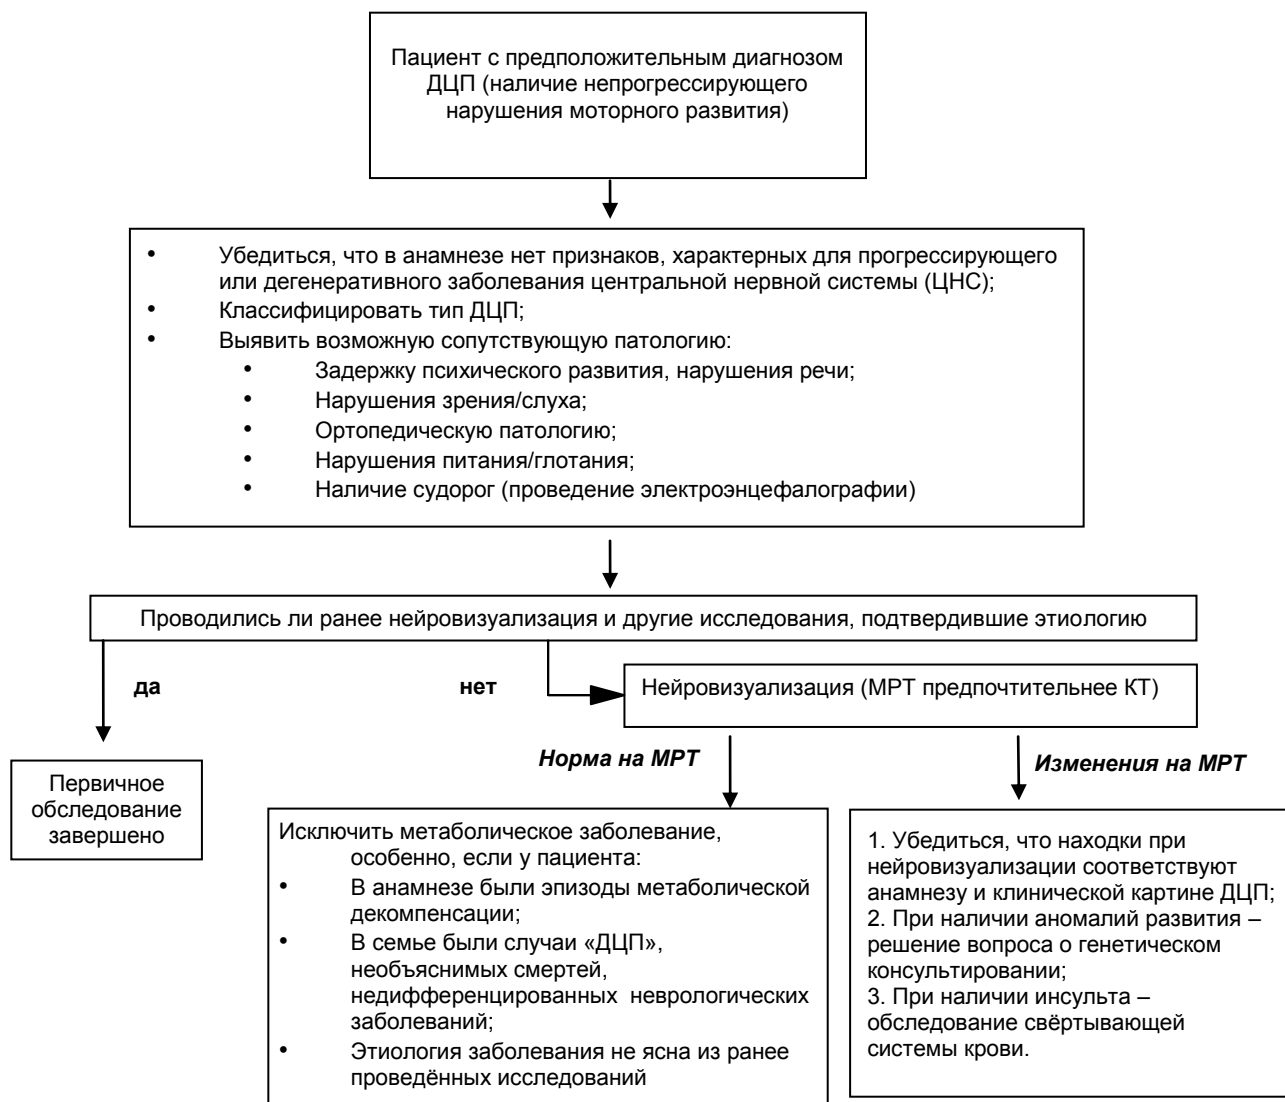 Пациент с предположительным диагнозом
ДЦП (наличие непрогрессирующего
нарушения моторного развития)
• Убедиться, что в анамнезе нет признаков, характерных для прогрессирующего
или дегенеративного заболевания центральной нервной системы (ЦНС);
• Классифицировать тип ДЦП;
• Выявить возможную сопутствующую патологию:
• Задержку психического развития, нарушения речи;
• Нарушения зрения/слуха;
• Ортопедическую патологию;
• Нарушения питания/глотания;
• Наличие судорог (проведение электроэнцефалографии)
Проводились ли ранее нейровизуализация и другие исследования, подтвердившие этиологию
да
нет
Нейровизуализация (МРТ предпочтительнее КТ)
Норма на МРТ
Изменения на МРТ
Первичное
обследование
завершено
Исключить метаболическое заболевание,
особенно, если у пациента:
• В анамнезе были эпизоды метаболической
декомпенсации;
• В семье были случаи «ДЦП»,
необъяснимых смертей,
недифференцированных неврологических
заболеваний;
• Этиология заболевания не ясна из ранее
проведённых исследований
1. Убедиться, что находки при
нейровизуализации соответствуют
анамнезу и клинической картине ДЦП;
2. При наличии аномалий развития –
решение вопроса о генетическом
консультировании;
3. При наличии инсульта –
обследование свёртывающей
системы крови.